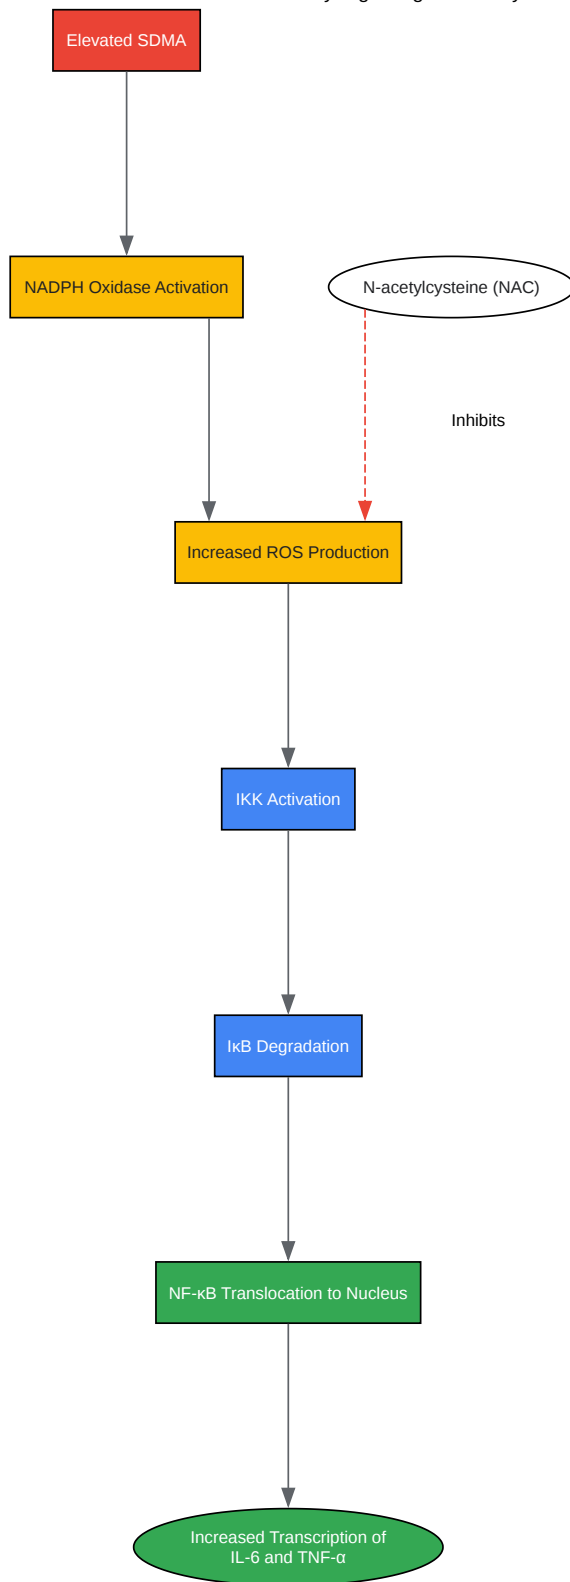 Elevated SDMA
NADPH Oxidase Activation
N-acetylcysteine (NAC)
Inhibits
Increased ROS Production
IKK Activation
IκB Degradation
NF-κB Translocation to Nucleus
Increased Transcription of
IL-6 and TNF-α